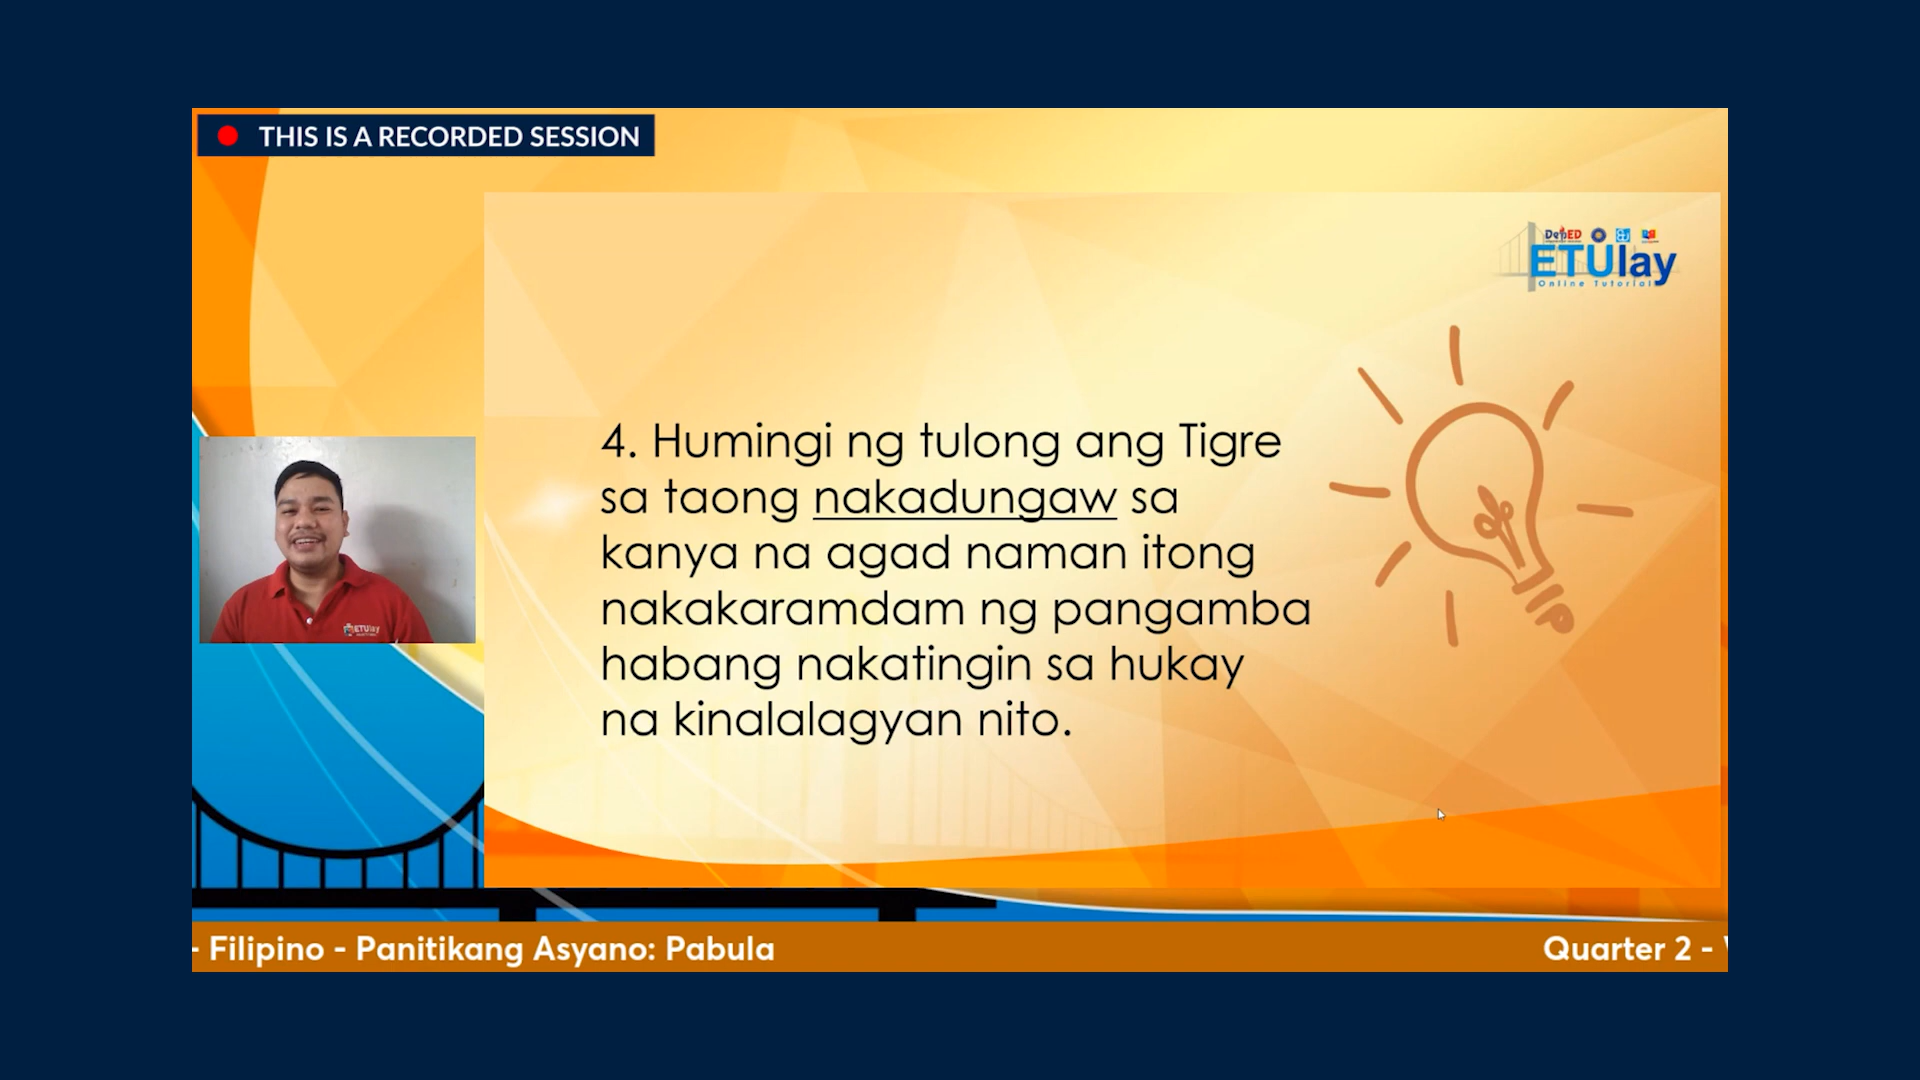 THIS IS A RECORDED SESSION
DepED
ETUlay
Online Tutorial
4. Humingi ng tulong ang Tigre
sa taong nakadungaw sa
kanya na agad naman itong
nakakaramdam ng pangamba
habang nakatingin sa hukay
na kinalalagyan nito.
ETUlay
- Filipino - Panitikang Asyano: Pabula
Quarter 2 -